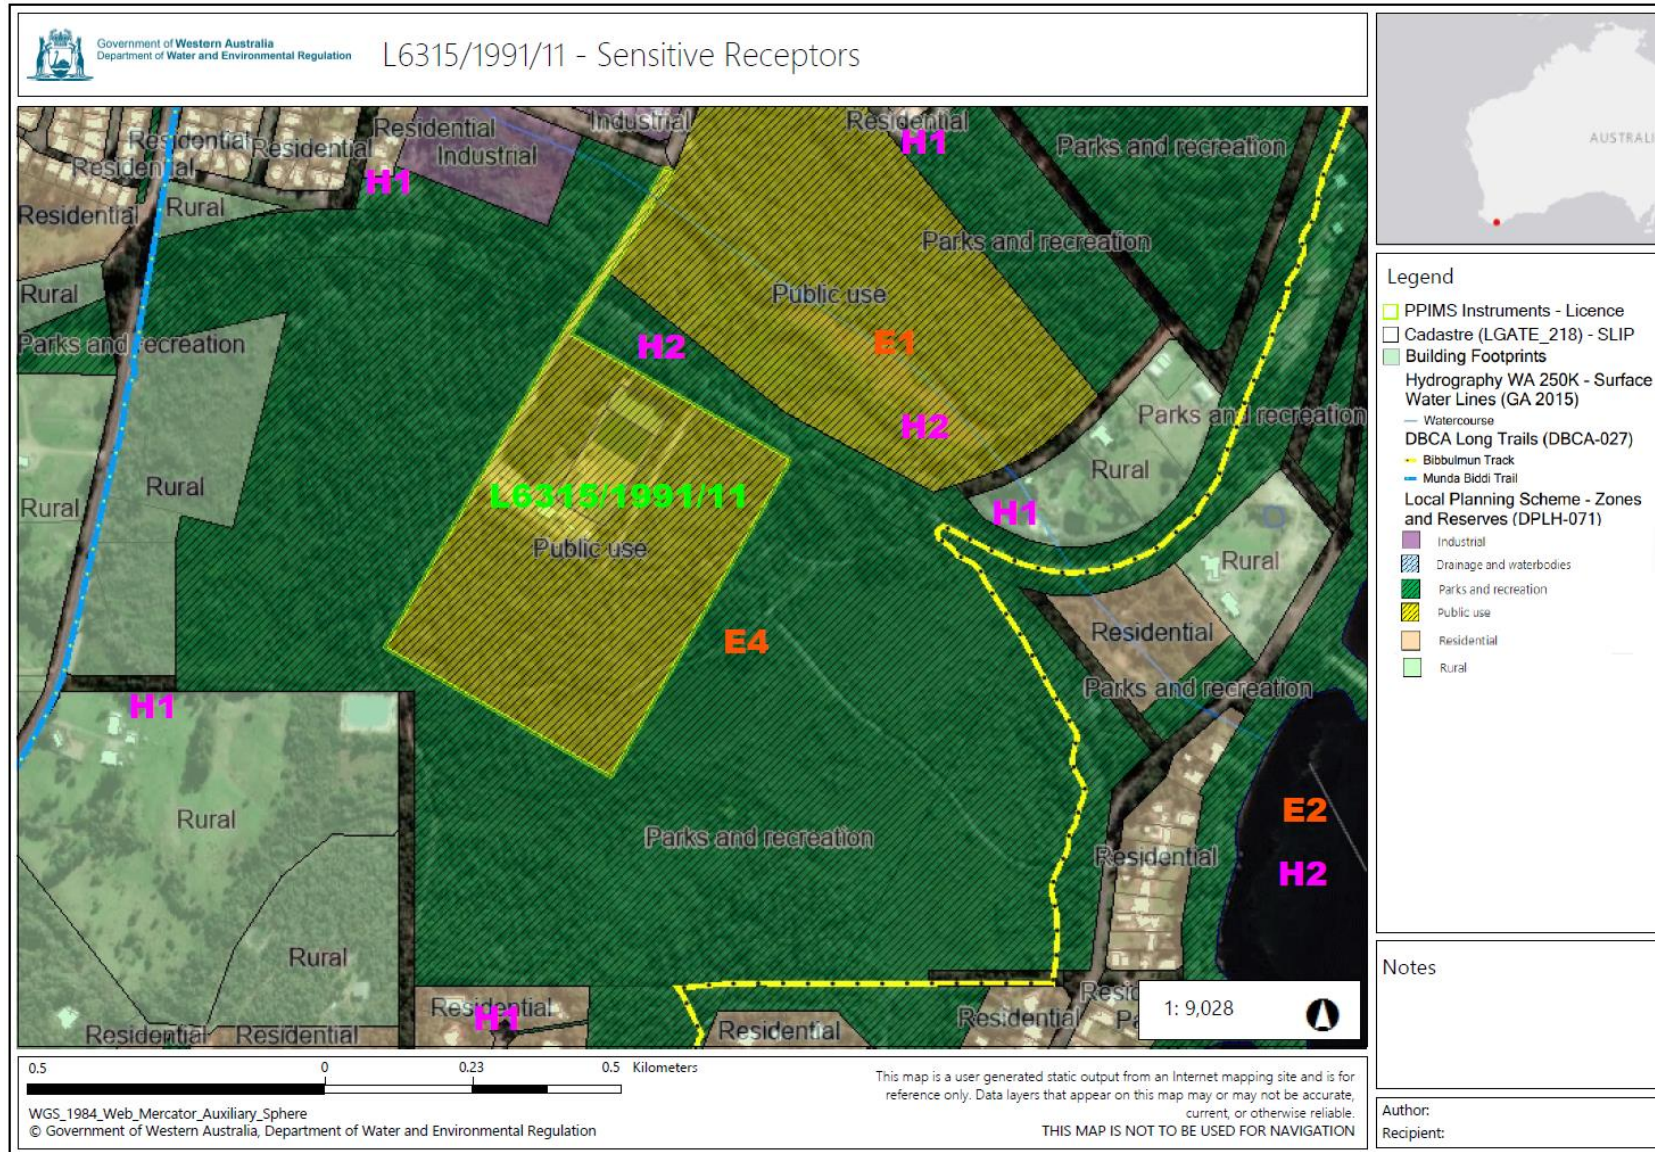 Government of Western Australia
Department of Water and Environmental Regulation
L6315/1991/11 - Sensitive Receptors
AUSTRALI
Residential
Industrial
Residential
Residential
Residential
Residential
Industrial
H1
Residential
H1
Parks and recreation
Residential
Rural
Parks and recreation
Rural
Public use
Parks and recreation
H2
E1
Parks and recreation
H2
Rural
Rural
Rural
L6315/1991/11
H1
Public use
Rural
E4
Residential
Parks and recreation
H1
Rural
Parks and recreation
E2
Residential
H2
Rural
Residential
H1
Resid
Residential
Residential
Residential
Residential
Pa
1: 9,028
Legend
PPIMS Instruments - Licence
Cadastre (LGATE_218) - SLIP
Building Footprints
Hydrography WA 250K - Surface
Water Lines (GA 2015)
Watercourse
DBCA Long Trails (DBCA-027)
Bibbulmun Track
Munda Biddi Trail
Local Planning Scheme - Zones
and Reserves (DPLH-071)
Industrial
Drainage and waterbodies
Parks and recreation
Public use
Residential
Rural
Notes
0.5 0 0.23 0.5 Kilometers
WGS_1984_Web_Mercator_Auxiliary_Sphere
© Government of Western Australia, Department of Water and Environmental Regulation
This map is a user generated static output from an Internet mapping site and is for
reference only. Data layers that appear on this map may or may not be accurate,
current, or otherwise reliable.
THIS MAP IS NOT TO BE USED FOR NAVIGATION
Author:
Recipient: